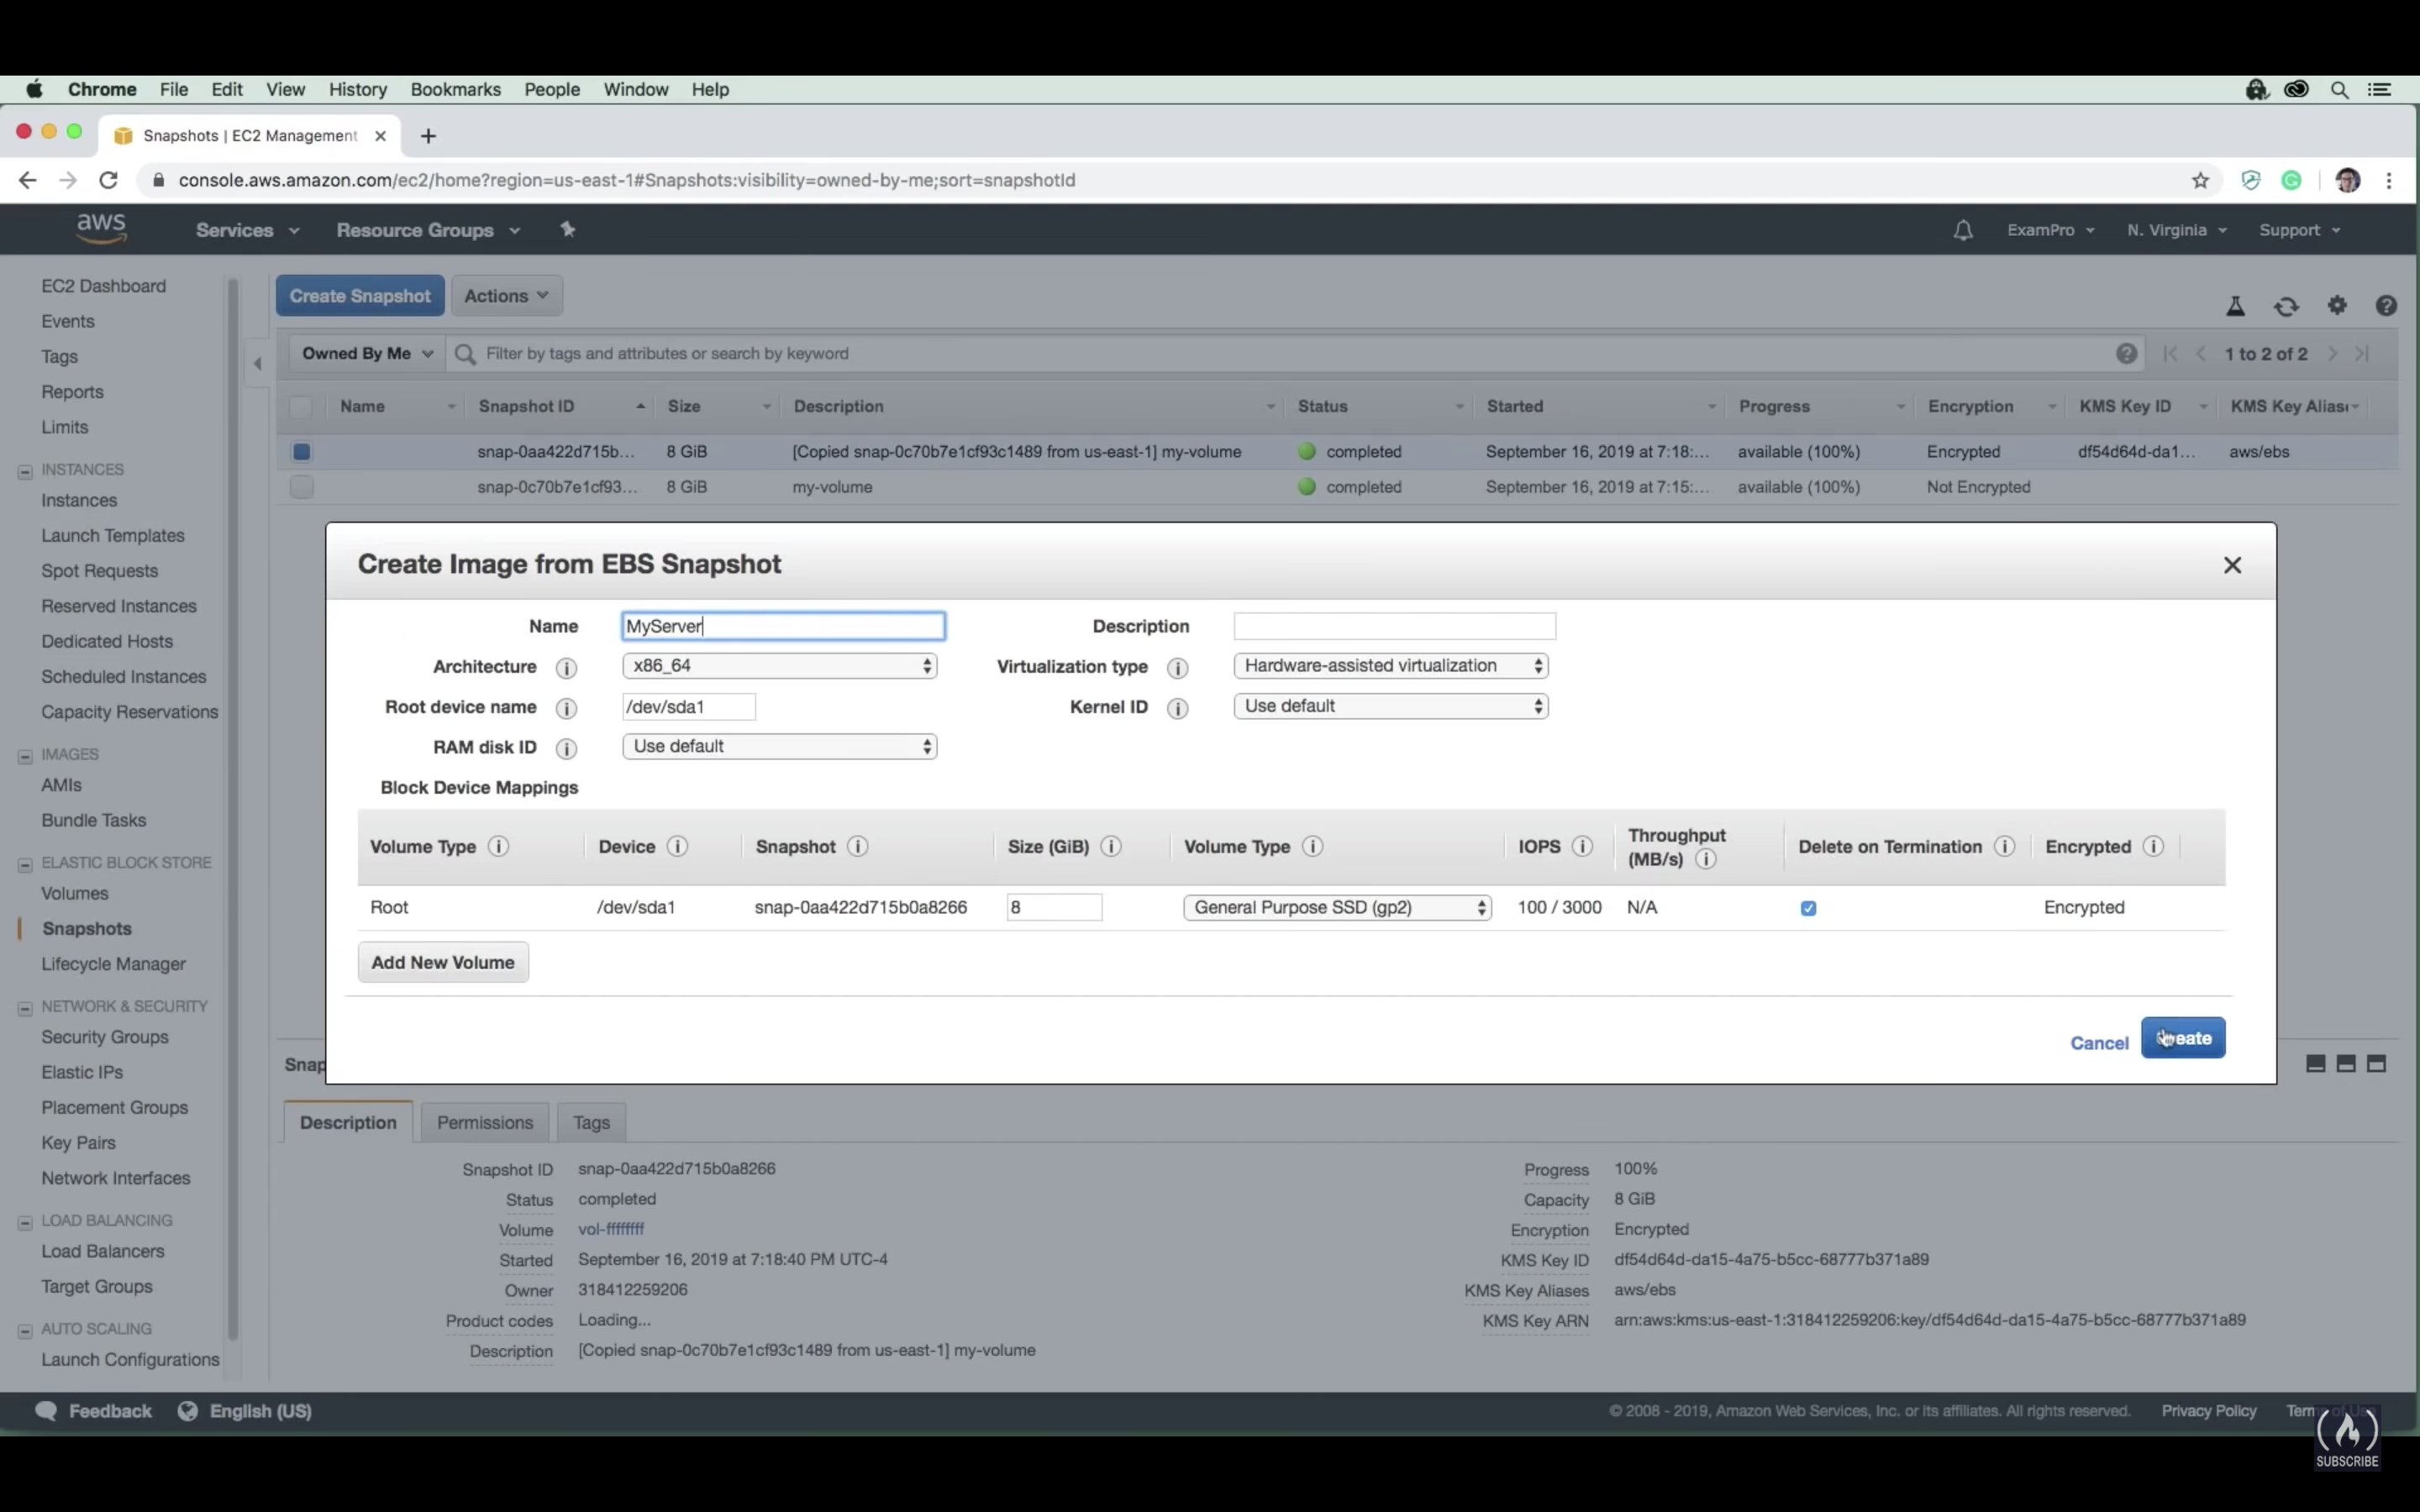 Chrome File Edit View History Bookmarks People Window Help
Snapshots | EC2 Management
console.aws.amazon.com/ec2/home?region=us-east-1#Snapshots:visibility=owned-by-me;sort=snapshotId
aws Services Resource Groups ExamPro N. Virginia Support
EC2 Dashboard
Events
Tags
Reports
Limits
INSTANCES
Instances
Launch Templates
Spot Requests
Reserved Instances
Dedicated Hosts
Scheduled Instances
Capacity Reservations
IMAGES
AMIs
Bundle Tasks
ELASTIC BLOCK STORE
Volumes
Snapshots
Lifecycle Manager
NETWORK & SECURITY
Security Groups
Elastic IPs
Placement Groups
Key Pairs
Network Interfaces
LOAD BALANCING
Load Balancers
Target Groups
AUTO SCALING
Launch Configurations
Create Snapshot Actions
Owned By Me Filter by tags and attributes or search by keyword 1 to 2 of 2
Name Snapshot ID Size Description Status Started Progress Encryption KMS Key ID KMS Key Alias
snap-0aa422d715b... 8 GiB [Copied snap-0c70b7e1cf93c1489 from us-east-1] my-volume completed September 16, 2019 at 7:18:... available (100%) Encrypted df54d64d-da1... aws/ebs
snap-0c70b7e1cf93... 8 GiB my-volume completed September 16, 2019 at 7:15:... available (100%) Not Encrypted
Create Image from EBS Snapshot
Name MyServer Description
Architecture x86_64 Virtualization type Hardware-assisted virtualization
Root device name /dev/sda1 Kernel ID Use default
RAM disk ID Use default
Block Device Mappings
Volume Type Device Snapshot Size (GiB) Volume Type IOPS Throughput (MB/s) Delete on Termination Encrypted
Root /dev/sda1 snap-0aa422d715b0a8266 8 General Purpose SSD (gp2) 100 / 3000 N/A Encrypted
Add New Volume
Cancel
Snap
Description Permissions Tags
Snapshot ID snap-0aa422d715b0a8266 Progress 100%
Status completed Capacity 8 GiB
Volume vol-ffffffff Encryption Encrypted
Started September 16, 2019 at 7:18:40 PM UTC-4 KMS Key ID df54d64d-da15-4a75-b5cc-68777b371a89
Owner 318412259206 KMS Key Aliases aws/ebs
Product codes Loading... KMS Key ARN arn:aws:kms:us-east-1:318412259206:key/df54d64d-da15-4a75-b5cc-68777b371a89
Description [Copied snap-0c70b7e1cf93c1489 from us-east-1] my-volume
Feedback English (US) © 2008 - 2019, Amazon Web Services, Inc. or its affiliates. All rights reserved. Privacy Policy
SUBSCRIBE